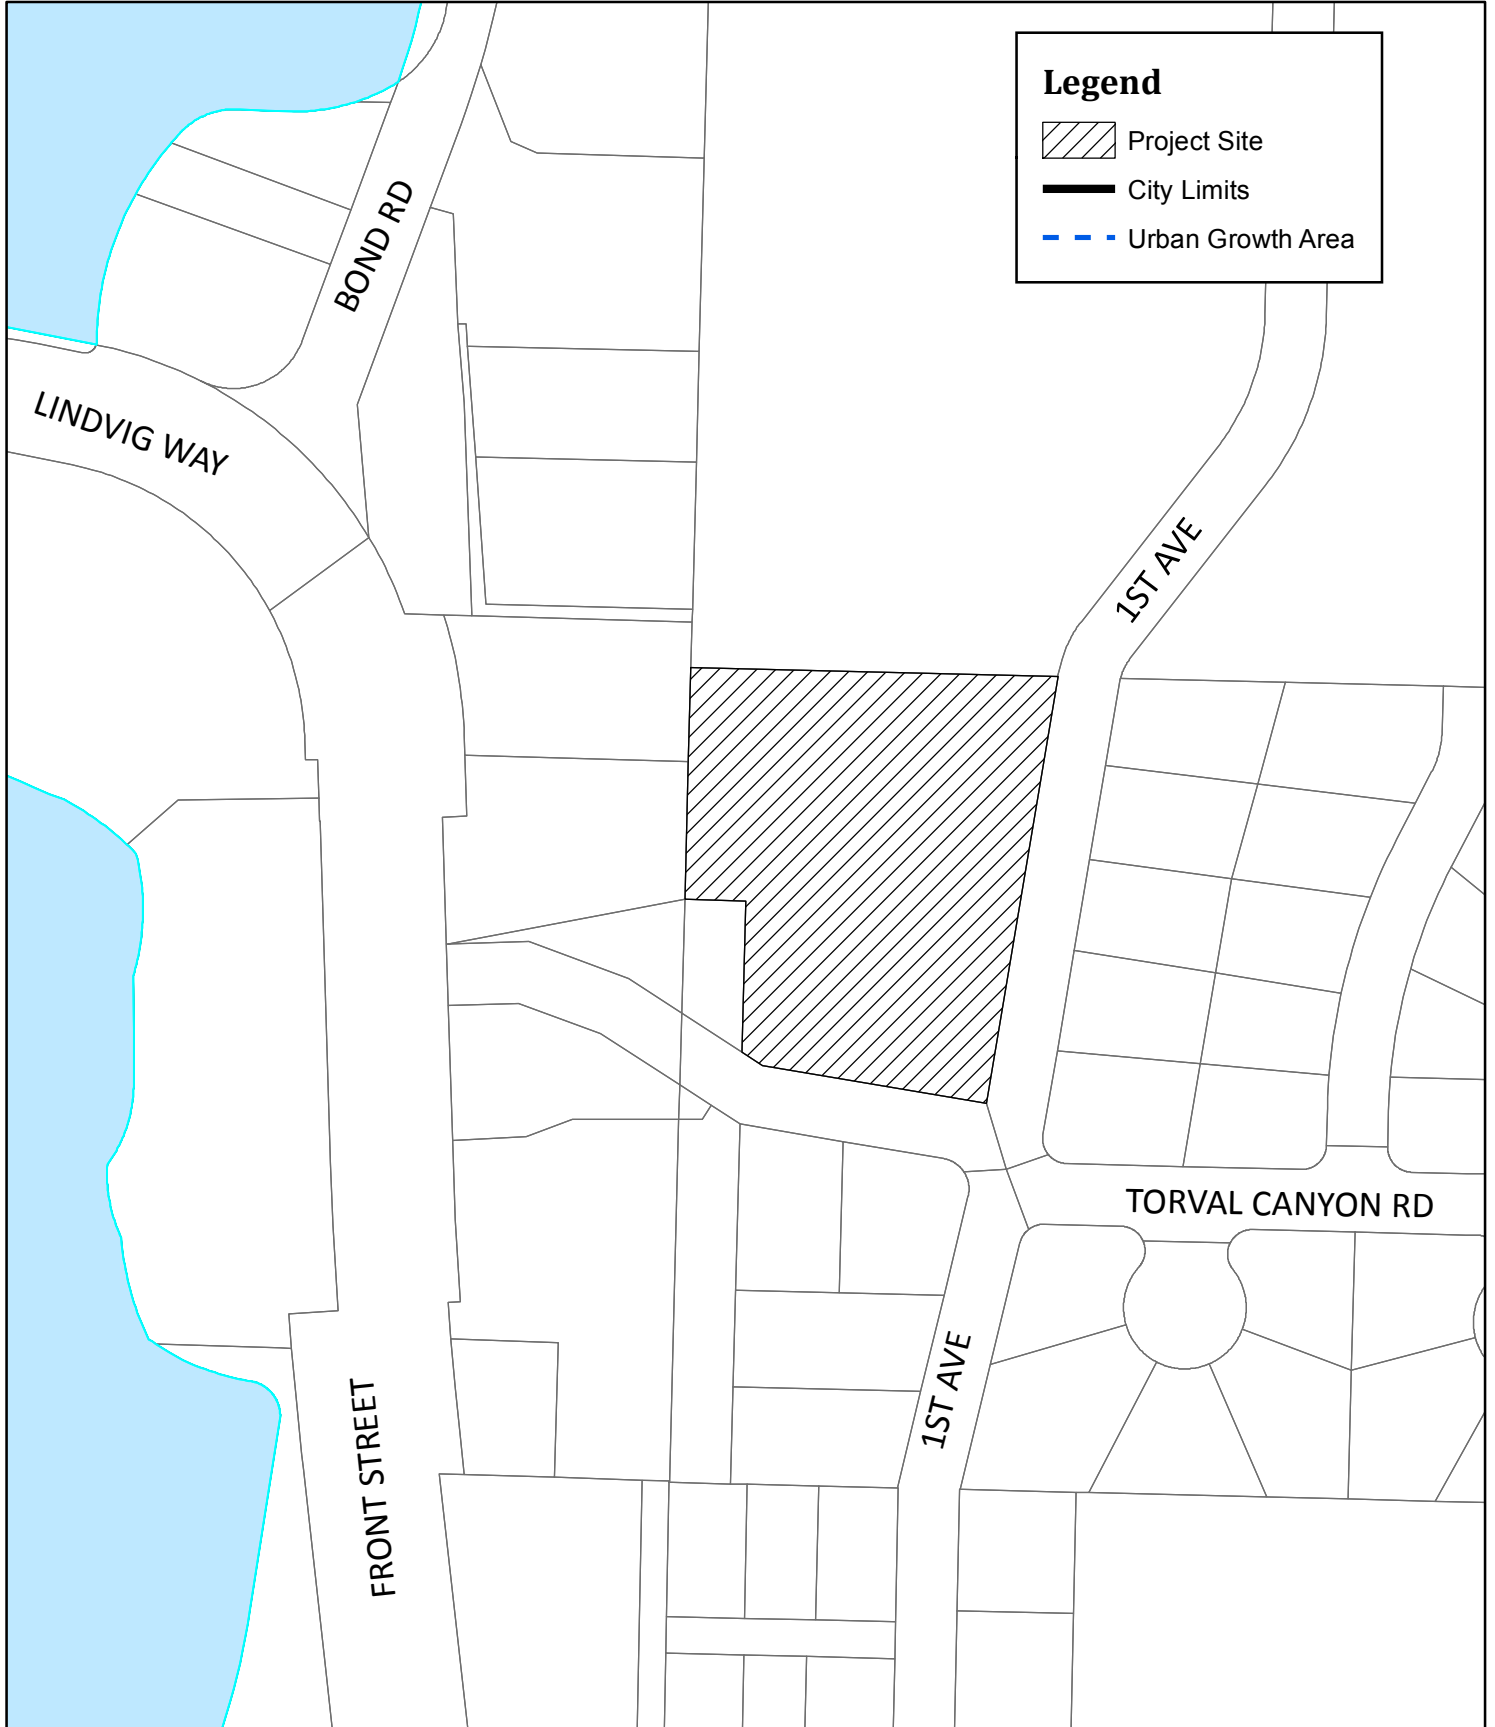 Legend
Project Site
City Limits
Urban Growth Area
BOND RD
LINDVIG WAY
1ST AVE
TORVAL CANYON RD
1ST AVE
FRONT STREET